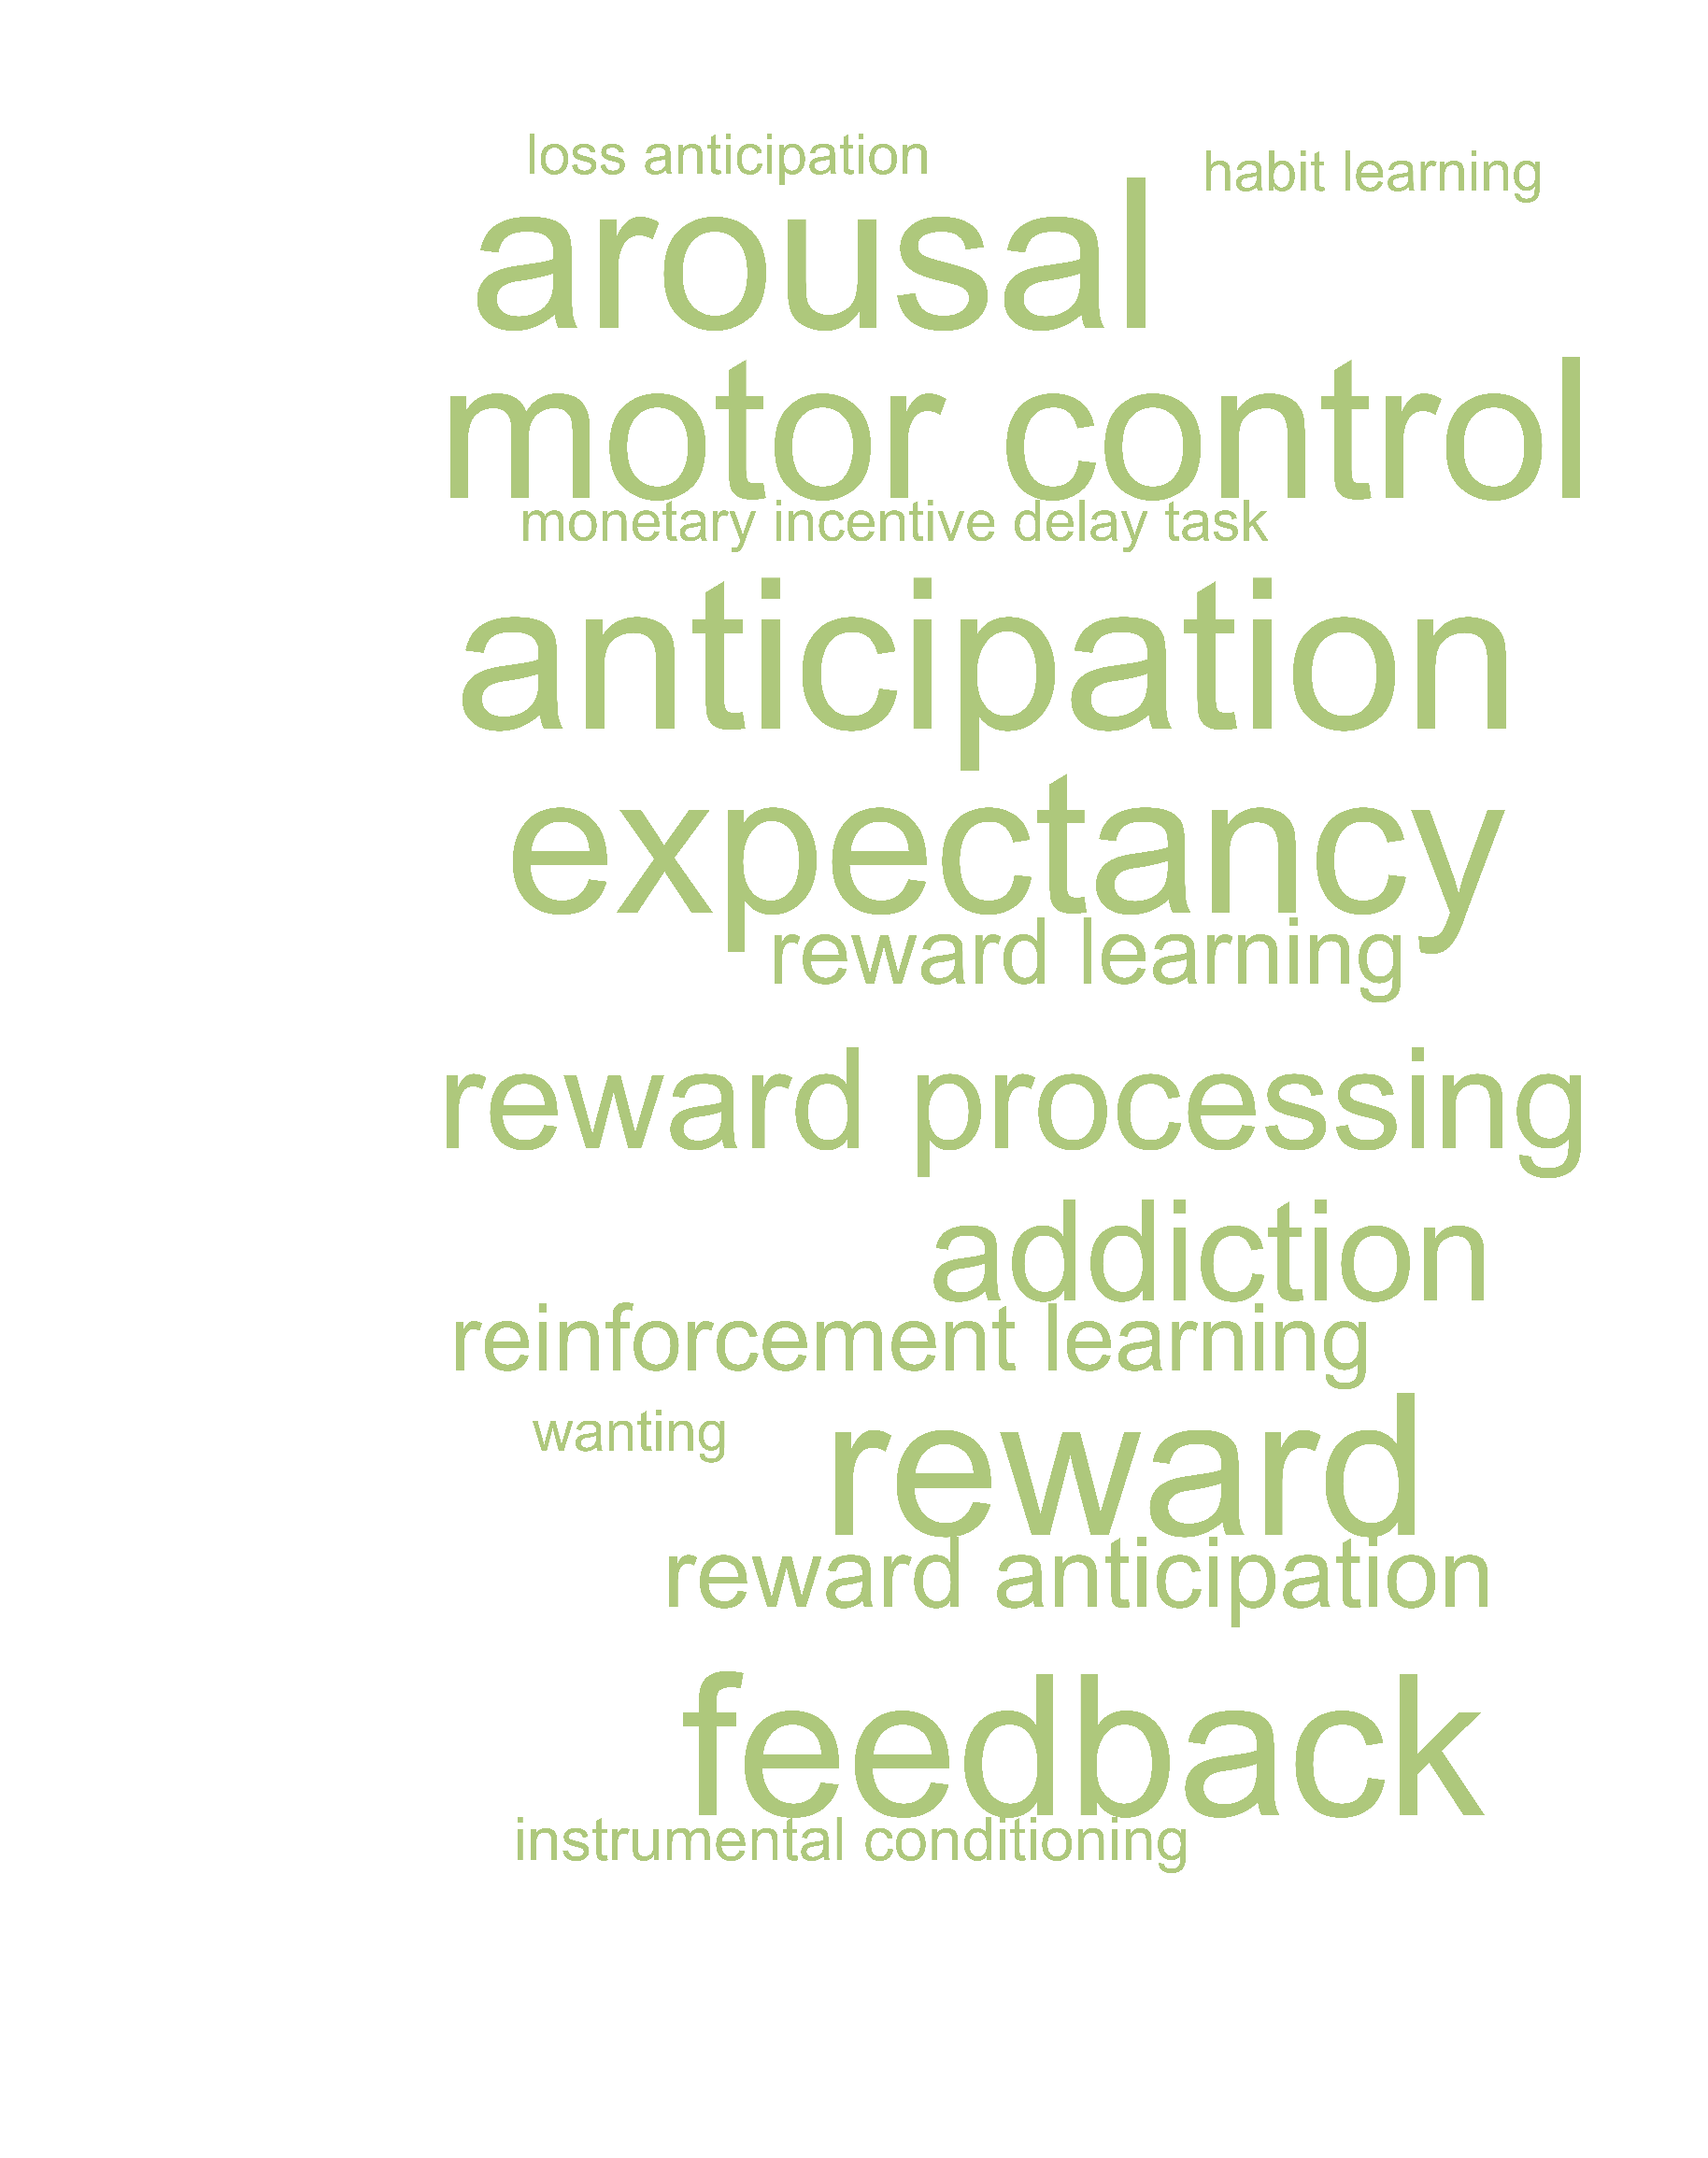 loss anticipation
habit learning
arousal
motor control
monetary incentive delay task
anticipation
expectancy
reward learning
reward processing
addiction
reinforcement learning
wanting
reward
reward anticipation
feedback
instrumental conditioning